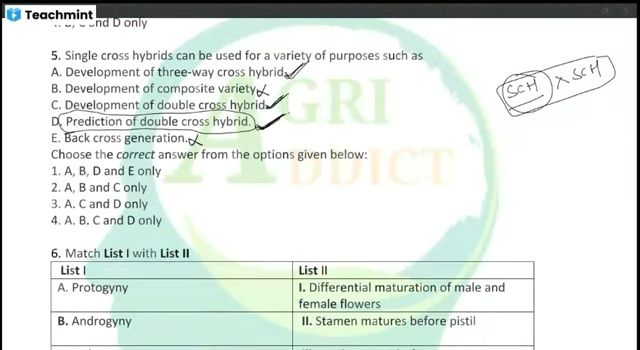 Teachmint
5. Single cross hybrids can be used for a variety of purposes such as
A. Development of three-way cross hybrid
B. Development of composite variety
C. Development of double cross hybrid
D. Prediction of double cross hybrid.
E. Back cross generation.
Choose the correct answer from the options given below:
1. A, B, D and E only
2. A, B and C only
3. A. C and D only
4. A. B. C and D only
SCH X SCH
AGRI
ADDICT
6. Match List I with List II
List I List II
A. Protogyny I. Differential maturation of male and
female flowers
B. Androgyny II. Stamen matures before pistil